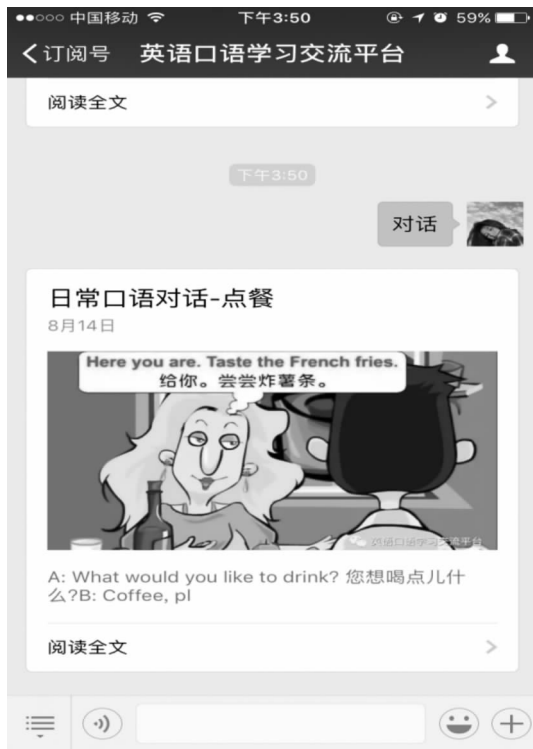 中国移动 下午3:50 59%
订阅号 英语口语学习交流平台
阅读全文
下午3:50
对话
日常口语对话-点餐
8月14日
Here you are. Taste the French fries.
给你。尝尝炸薯条。
英语口语学习交流平台
A: What would you like to drink? 您想喝点儿什
么?B: Coffee, pl
阅读全文